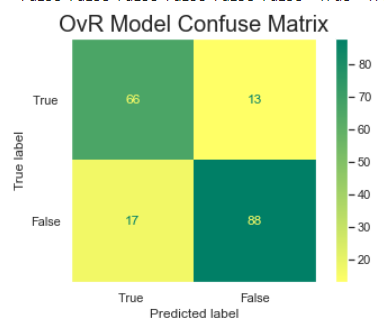 OvR Model Confuse Matrix
True label
True
66
13
False
17
88
True
False
Predicted label
80
70
60
50
40
30
20